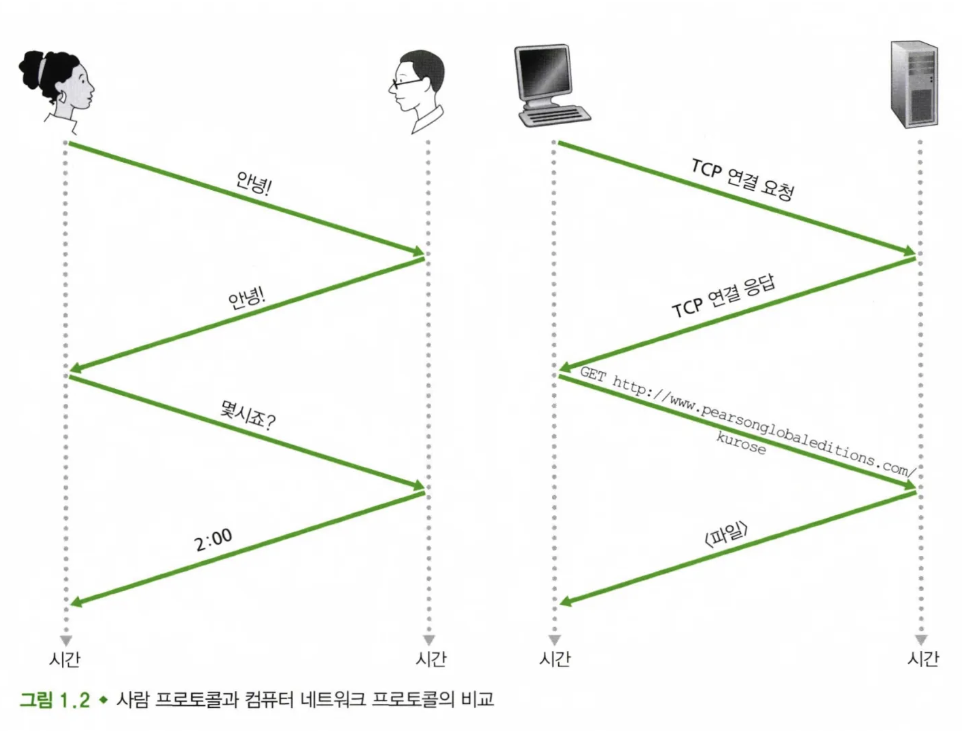 안녕!
안녕!
몇시죠?
2:00
시간
시간
TCP 연결 요청
TCP 연결 응답
GET http://www.pearsonglobaleditions.com/
kurose
〈파일〉
시간
시간
그림 1.2 ◆ 사람 프로토콜과 컴퓨터 네트워크 프로토콜의 비교